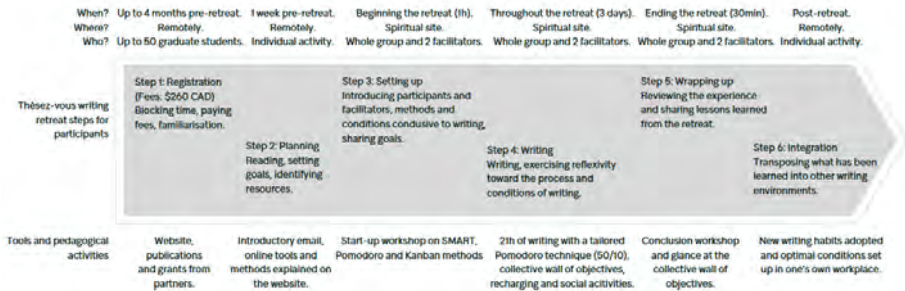 When? Up to 4 months pre-retreat. 1 week pre-retreat. Beginning the retreat (1h). Throughout the retreat (3 days). Ending the retreat (30min). Post-retreat.
Where? Remotely. Remotely. Spiritual site. Spiritual site. Spiritual site. Remotely.
Who? Up to 50 graduate students. Individual activity. Whole group and 2 facilitators. Whole group and 2 facilitators. Whole group and 2 facilitators. Individual activity.
Thèsez-vous writing
retreat steps for
participants
Step 1: Registration
(Fees: $260 CAD)
Blocking time, paying
fees, familiarisation.
Step 2: Planning
Reading, setting
goals, identifying
resources.
Step 3: Setting up
Introducing participants and
facilitators, methods and
conditions conducive to writing,
sharing goals.
Step 4: Writing
Writing, exercising reflexivity
toward the process and
conditions of writing.
Step 5: Wrapping up
Reviewing the experience
and sharing lessons learned
from the retreat.
Step 6: Integration
Transposing what has been
learned into other writing
environments.
Tools and pedagogical
activities
Website,
publications
and grants from
partners.
Introductory email,
online tools and
methods explained on
the website.
Start-up workshop on SMART,
Pomodoro and Kanban methods
21h of writing with a tailored
Pomodoro technique (50/10),
collective wall of objectives,
recharging and social acitivities.
Conclusion workshop
and glance at the
collective wall of
objectives.
New writing habits adopted
and optimal conditions set
up in one's own workplace.